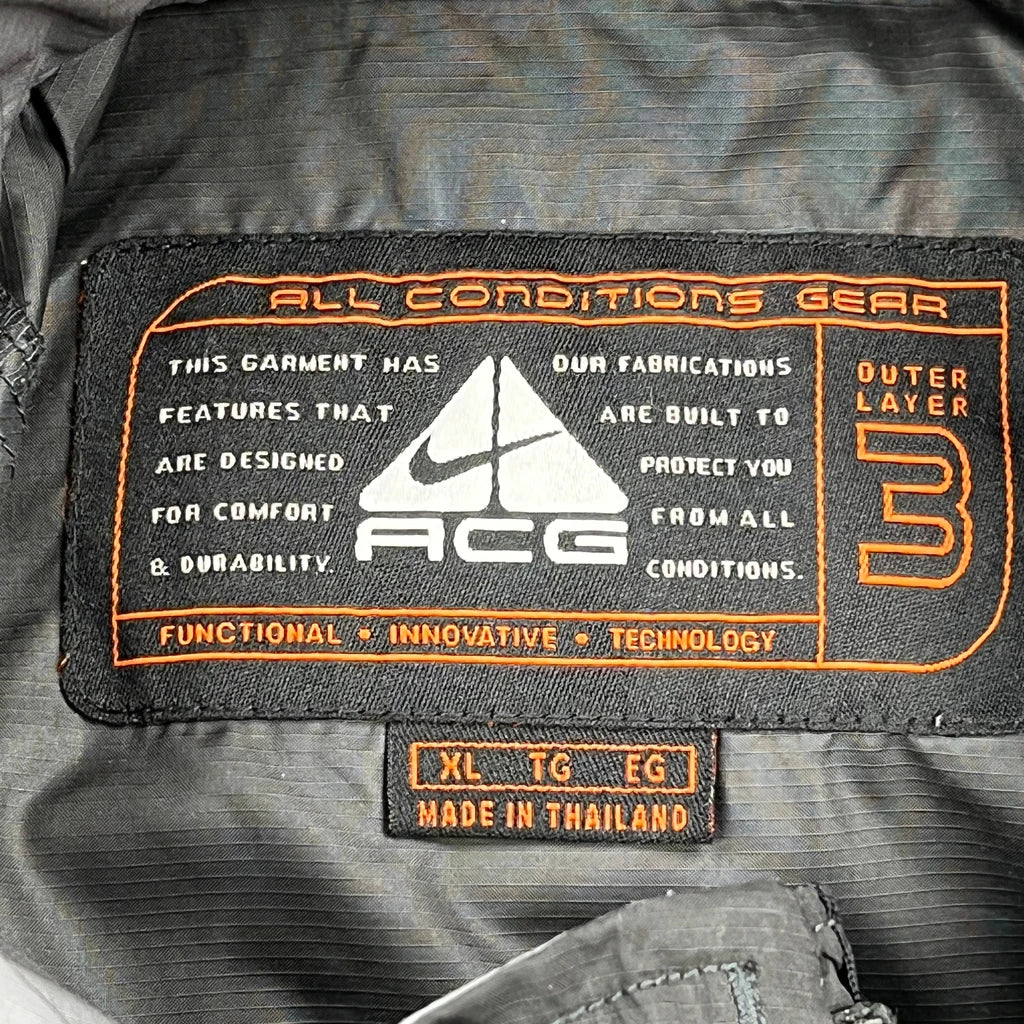 ALL CONDITIONS GEAR
THIS GARMENT HAS
FEATURES THAT
ARE DESIGNED
FOR COMFORT
& DURABILITY.
ACG
OUR FABRICATIONS
ARE BUILT TO
PROTECT YOU
FROM ALL
CONDITIONS.
OUTER
LAYER
3
FUNCTIONAL • INNOVATIVE • TECHNOLOGY
XL TG EG
MADE IN THAILAND